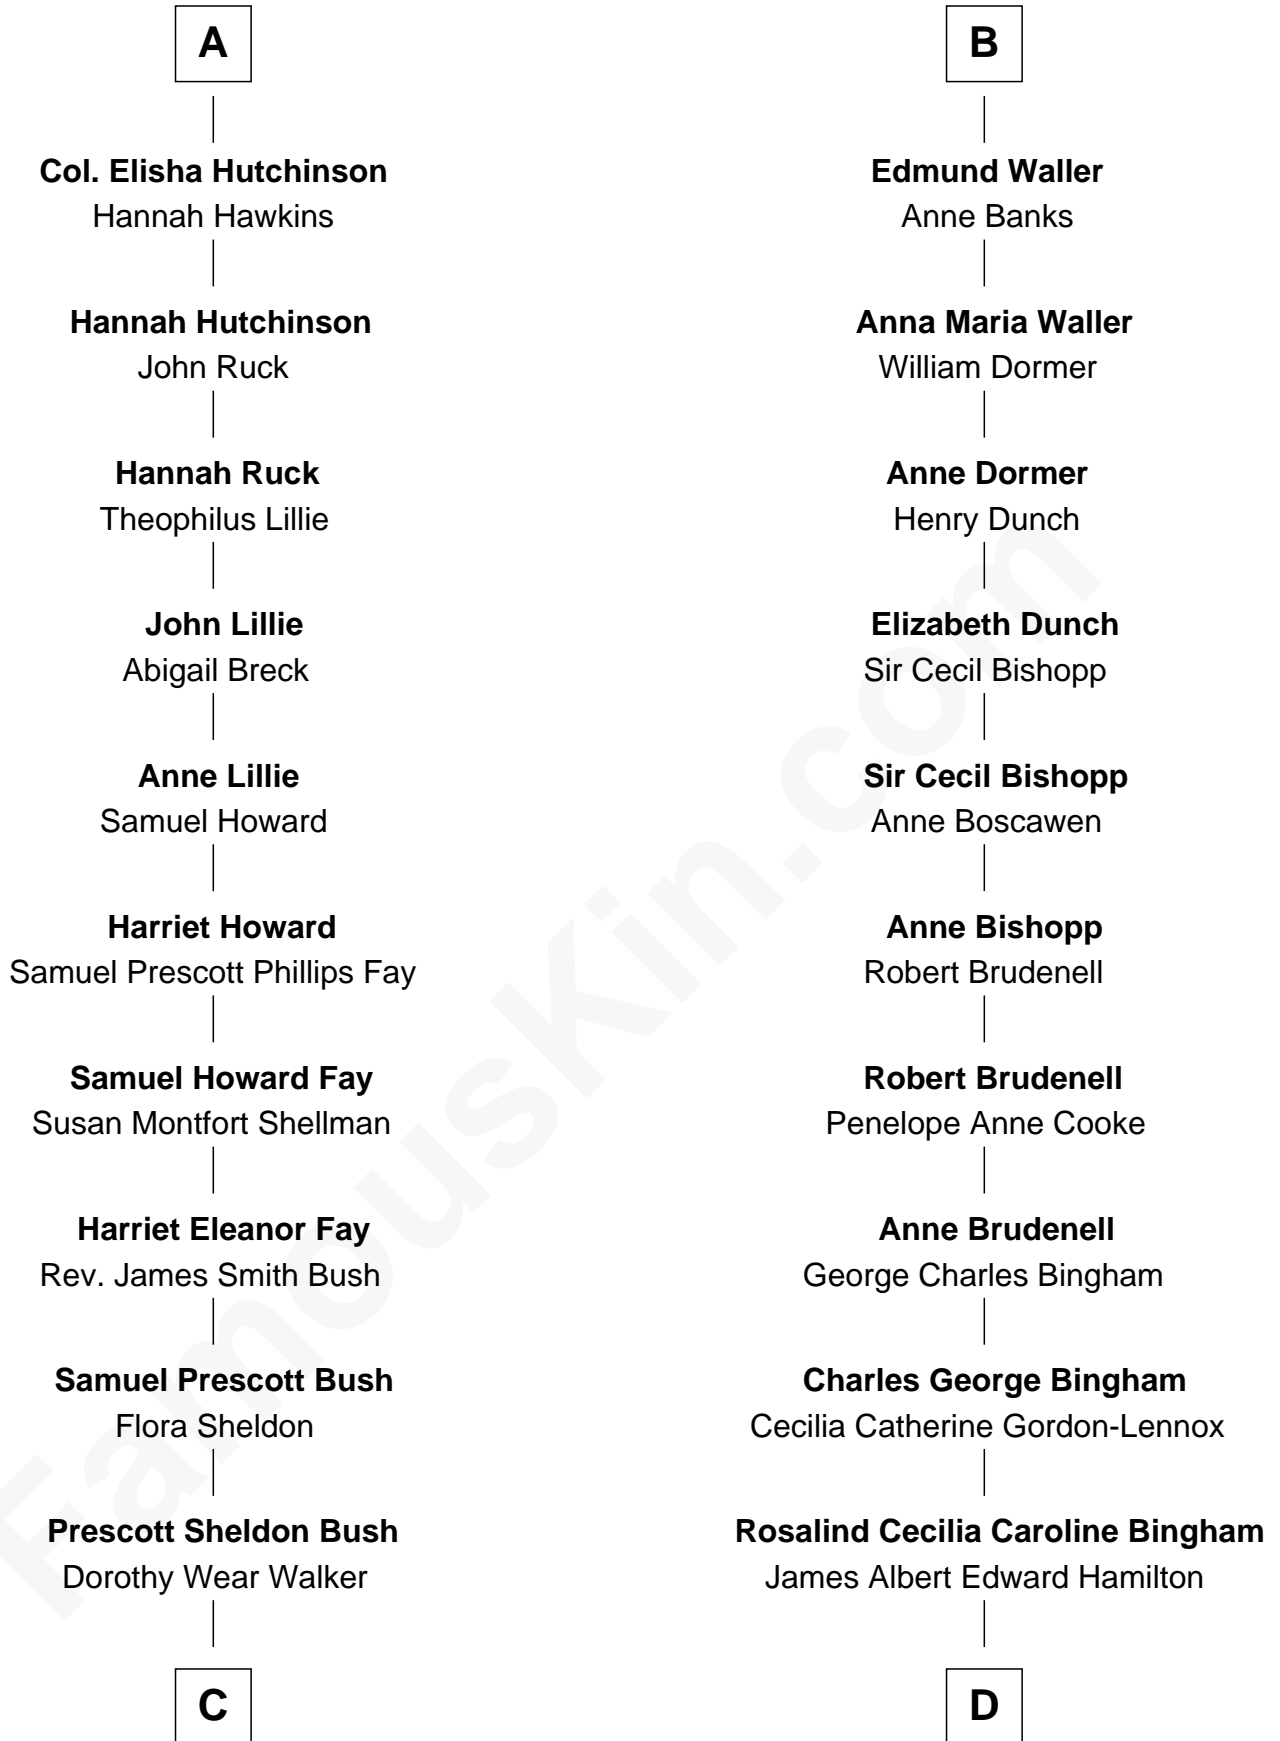 A
Col. Elisha Hutchinson
Hannah Hawkins
Hannah Hutchinson
John Ruck
Hannah Ruck
Theophilus Lillie
John Lillie
Abigail Breck
Anne Lillie
Samuel Howard
Harriet Howard
Samuel Prescott Phillips Fay
Samuel Howard Fay
Susan Montfort Shellman
Harriet Eleanor Fay
Rev. James Smith Bush
Samuel Prescott Bush
Flora Sheldon
Prescott Sheldon Bush
Dorothy Wear Walker
C
B
Edmund Waller
Anne Banks
Anna Maria Waller
William Dormer
Anne Dormer
Henry Dunch
Elizabeth Dunch
Sir Cecil Bishopp
Sir Cecil Bishopp
Anne Boscawen
Anne Bishopp
Robert Brudenell
Robert Brudenell
Penelope Anne Cooke
Anne Brudenell
George Charles Bingham
Charles George Bingham
Cecilia Catherine Gordon-Lennox
Rosalind Cecilia Caroline Bingham
James Albert Edward Hamilton
D
FamousKin.com